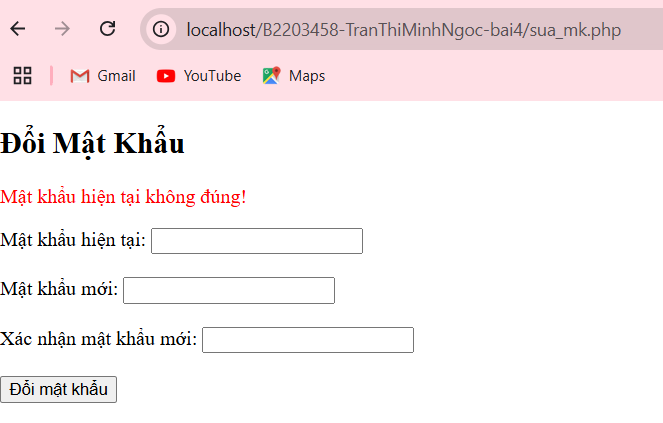 localhost/B2203458-TranThiMinhNgoc-bai4/sua_mk.php
Gmail YouTube Maps
Đổi Mật Khẩu
Mật khẩu hiện tại không đúng!
Mật khẩu hiện tại:
Mật khẩu mới:
Xác nhận mật khẩu mới:
Đổi mật khẩu